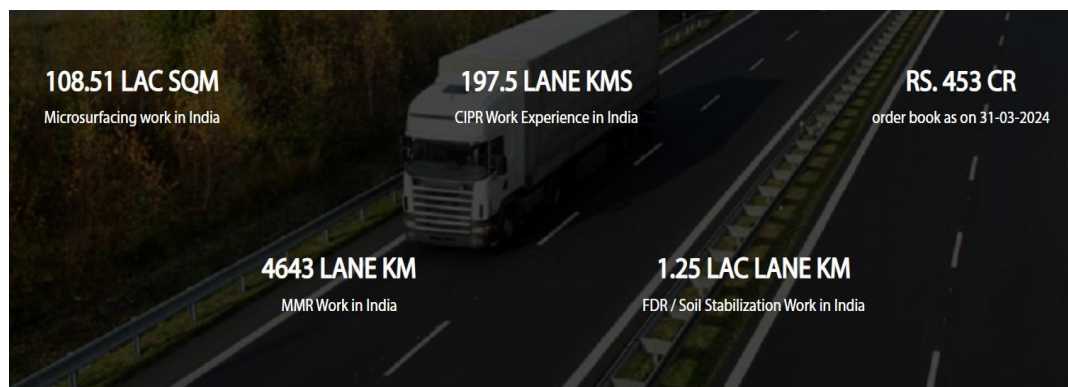 108.51 LAC SQM
Microsurfacing work in India
197.5 LANE KMS
CIPR Work Experience in India
RS. 453 CR
order book as on 31-03-2024
4643 LANE KM
MMR Work in India
1.25 LAC LANE KM
FDR / Soil Stabilization Work in India